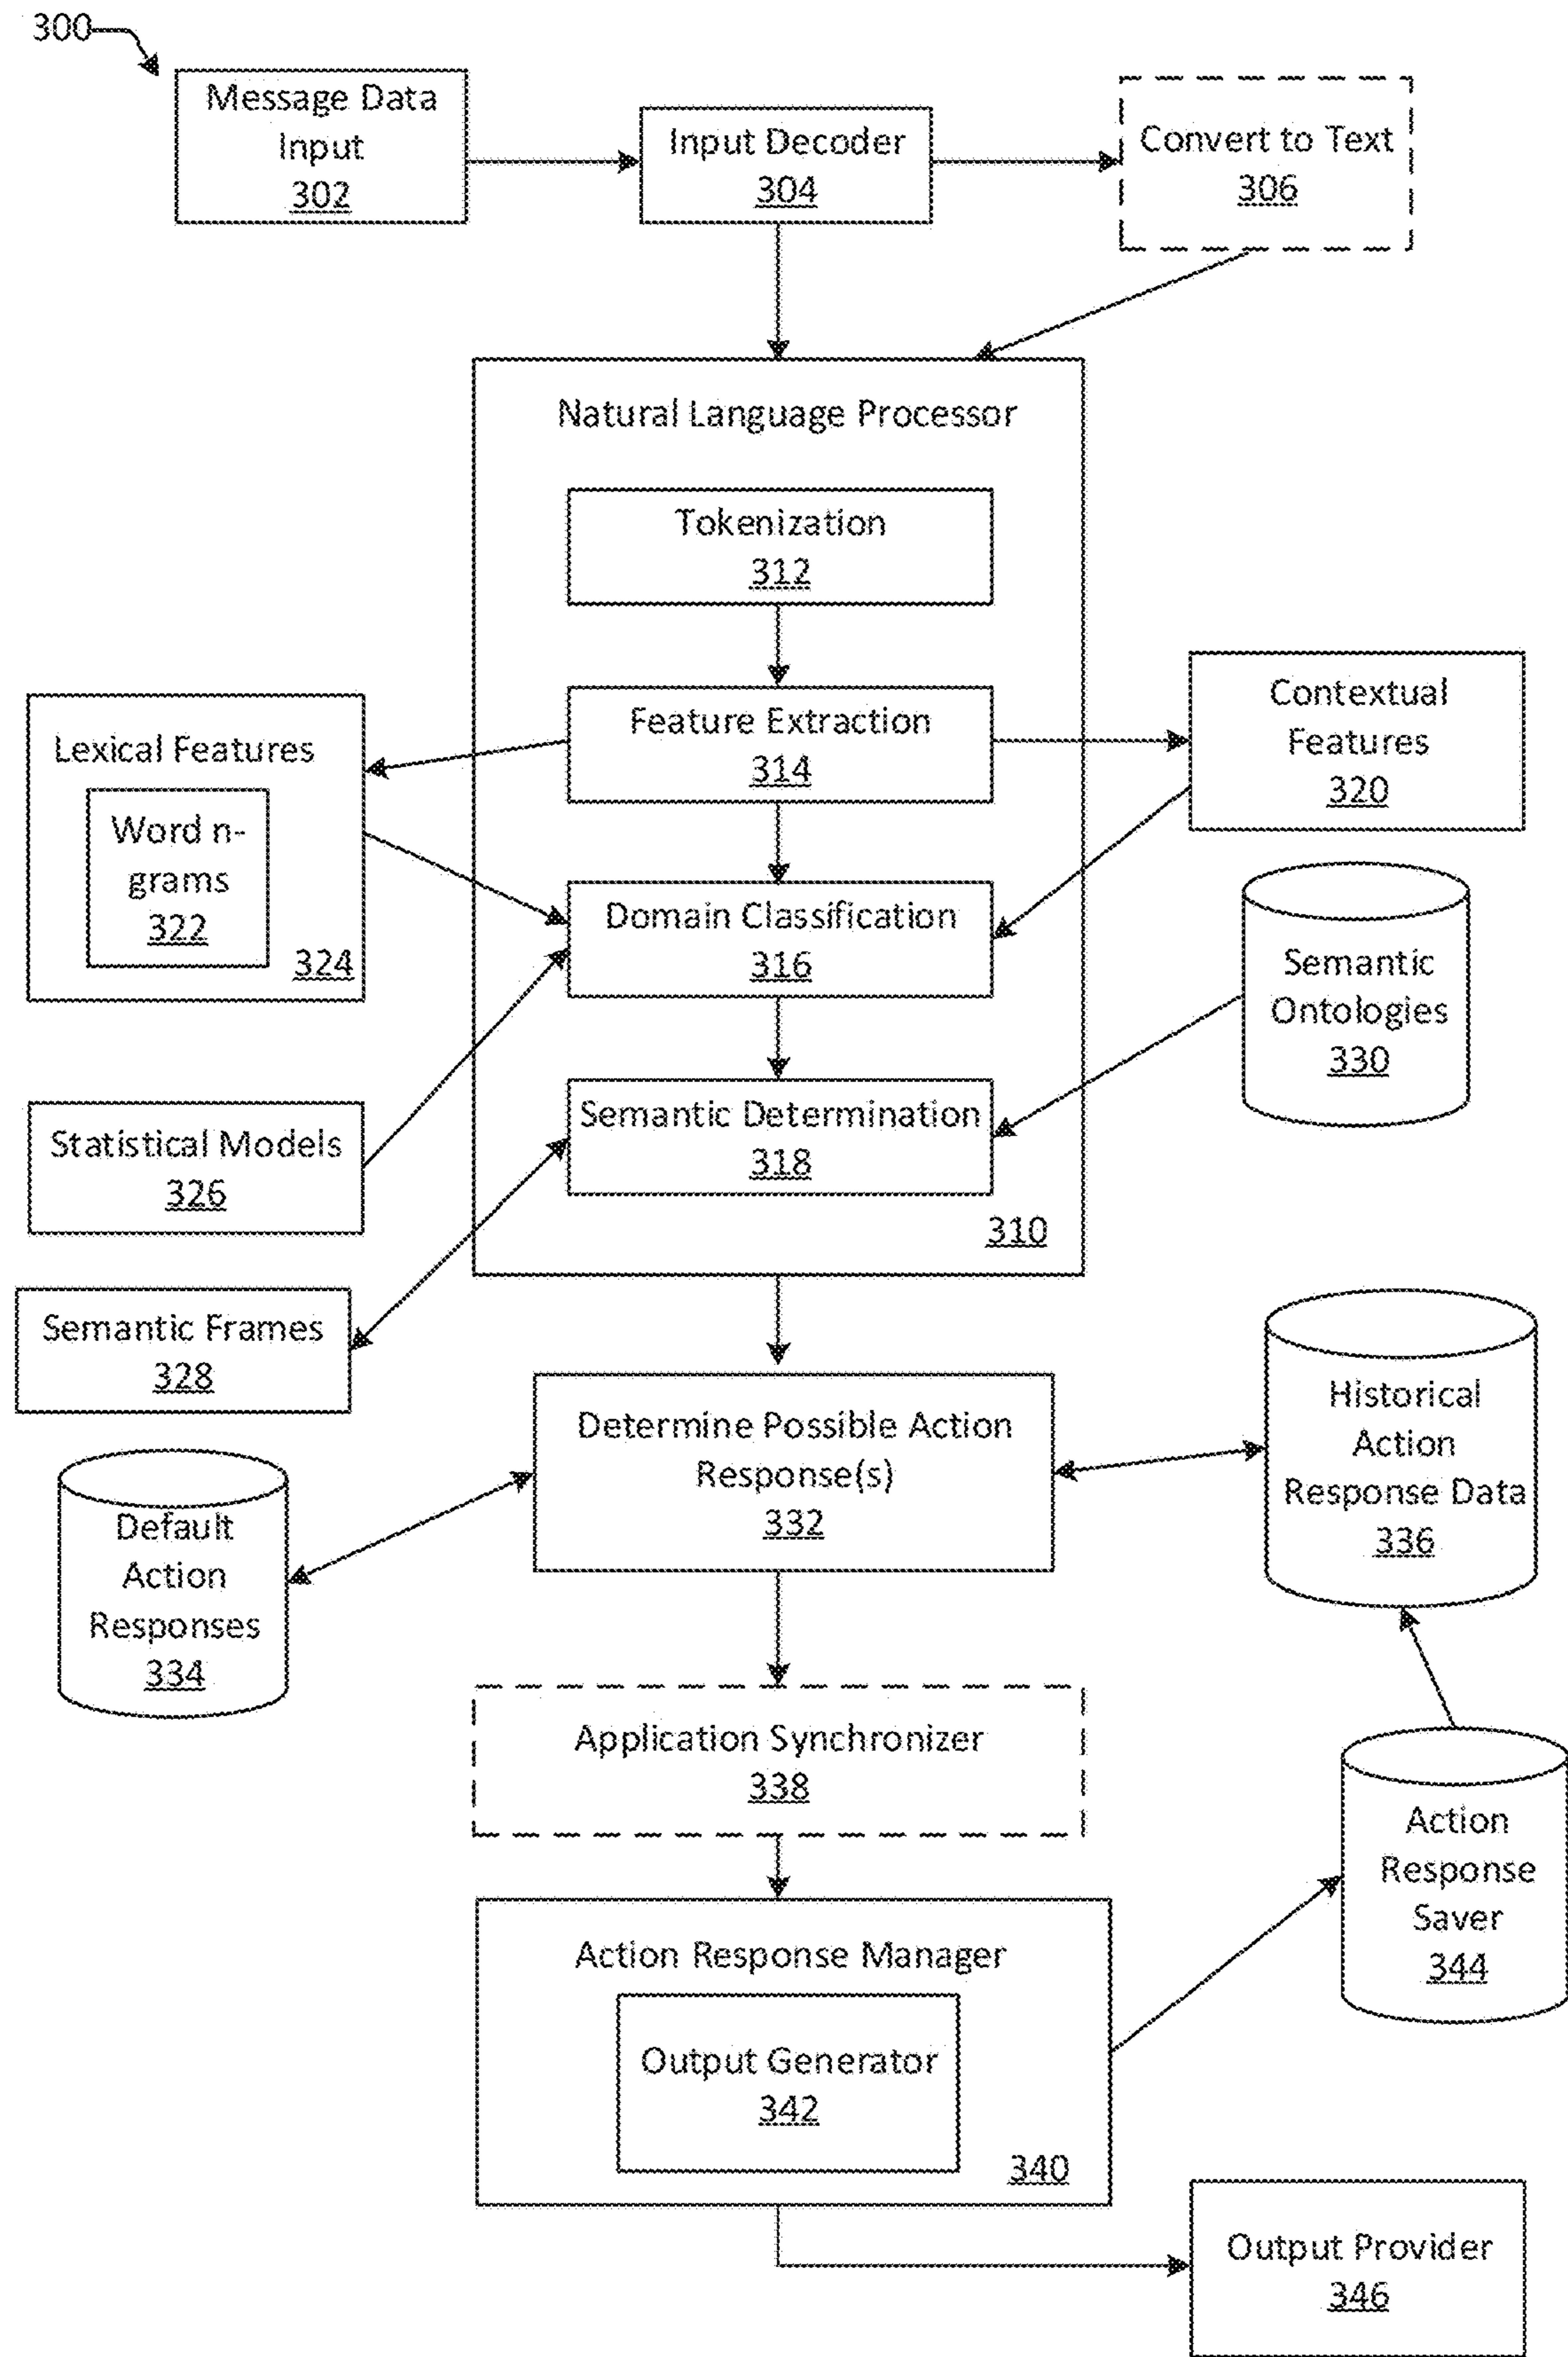 300
Message Data
Input
302
Input Decoder
304
Convert to Text
306
Natural Language Processor
Tokenization
312
Feature Extraction
314
Contextual
Features
320
Lexical Features
Word n-
grams
322
324
Domain Classification
316
Semantic
Ontologies
330
Statistical Models
326
Semantic Determination
318
310
Semantic Frames
328
Determine Possible Action
Response(s)
332
Historical
Action
Response Data
336
Default
Action
Responses
334
Application Synchronizer
338
Action
Response
Saver
344
Action Response Manager
Output Generator
342
340
Output Provider
346